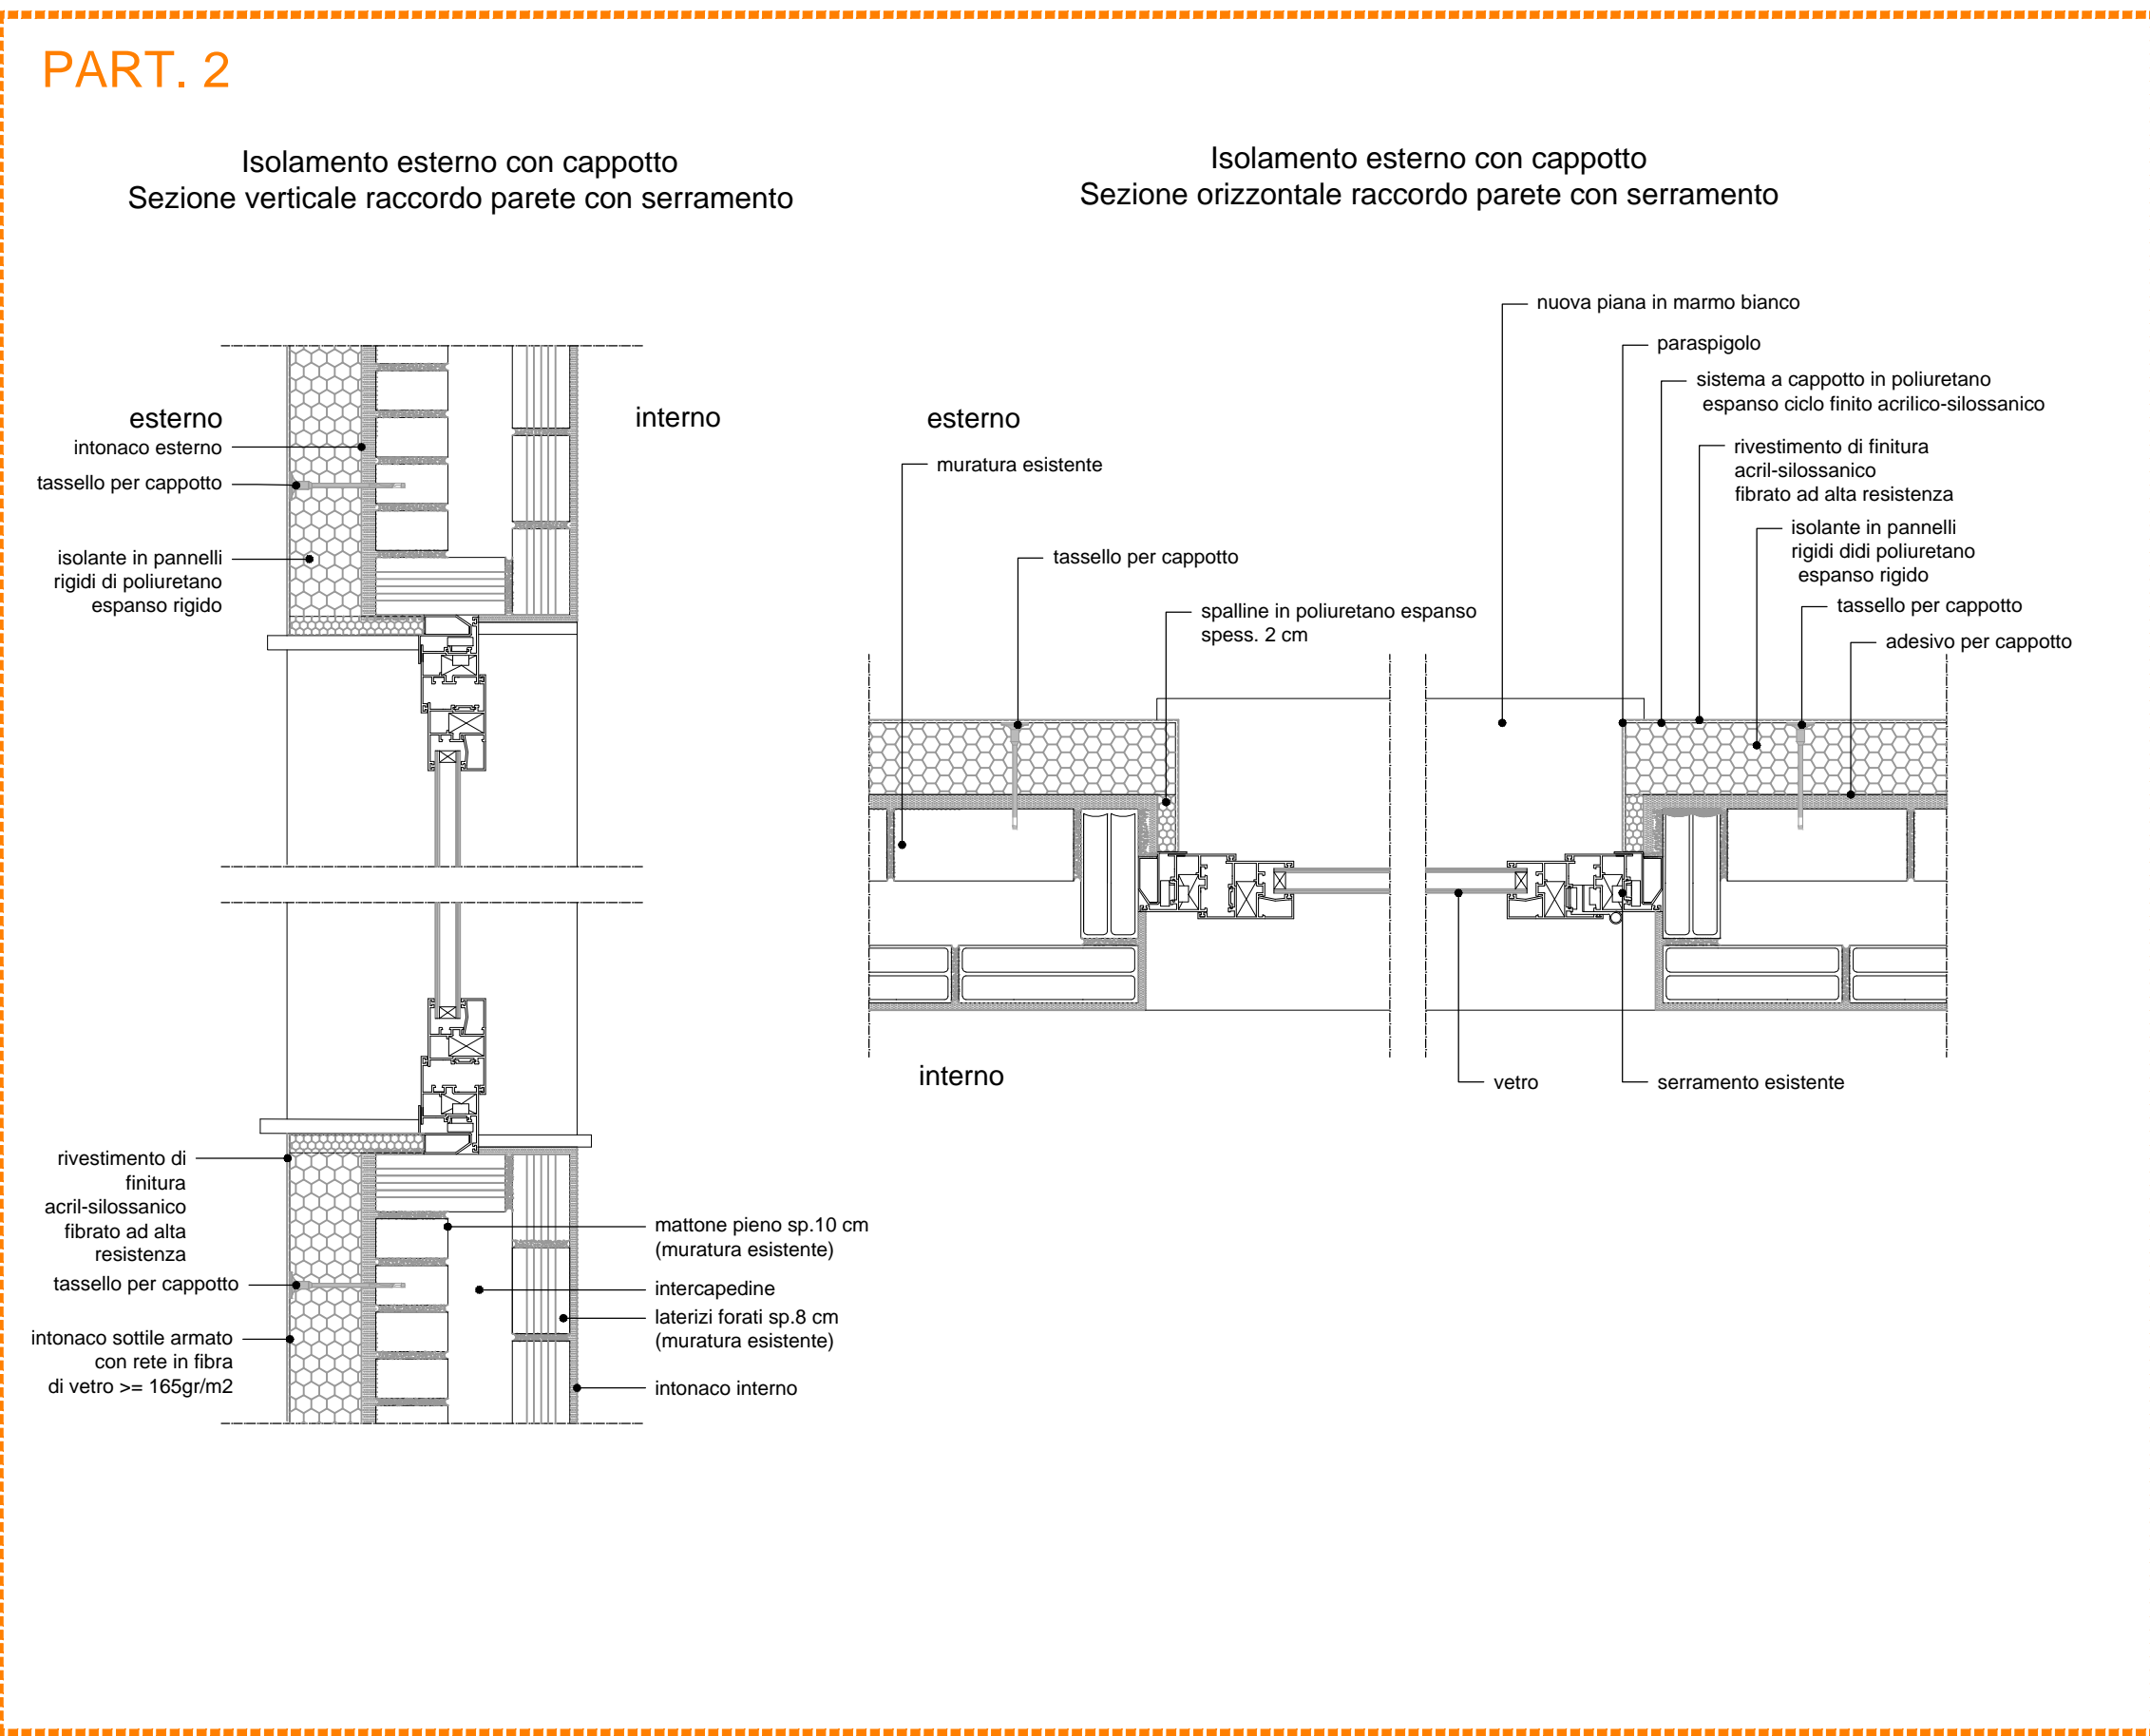 PART. 2
Isolamento esterno con cappotto
Sezione verticale raccordo parete con serramento
Isolamento esterno con cappotto
Sezione orizzontale raccordo parete con serramento
esterno
interno
intonaco esterno
tassello per cappotto
isolante in pannelli
rigidi di poliuretano
espanso rigido
rivestimento di
finitura
acril-silossanico
fibrato ad alta
resistenza
tassello per cappotto
intonaco sottile armato
con rete in fibra
di vetro >= 165gr/m2
mattone pieno sp.10 cm
(muratura esistente)
intercapedine
laterizi forati sp.8 cm
(muratura esistente)
intonaco interno
esterno
muratura esistente
tassello per cappotto
spalline in poliuretano espanso
spess. 2 cm
nuova piana in marmo bianco
paraspigolo
sistema a cappotto in poliuretano
espanso ciclo finito acrilico-silossanico
rivestimento di finitura
acril-silossanico
fibrato ad alta resistenza
isolante in pannelli
rigidi didi poliuretano
espanso rigido
tassello per cappotto
adesivo per cappotto
interno
vetro
serramento esistente